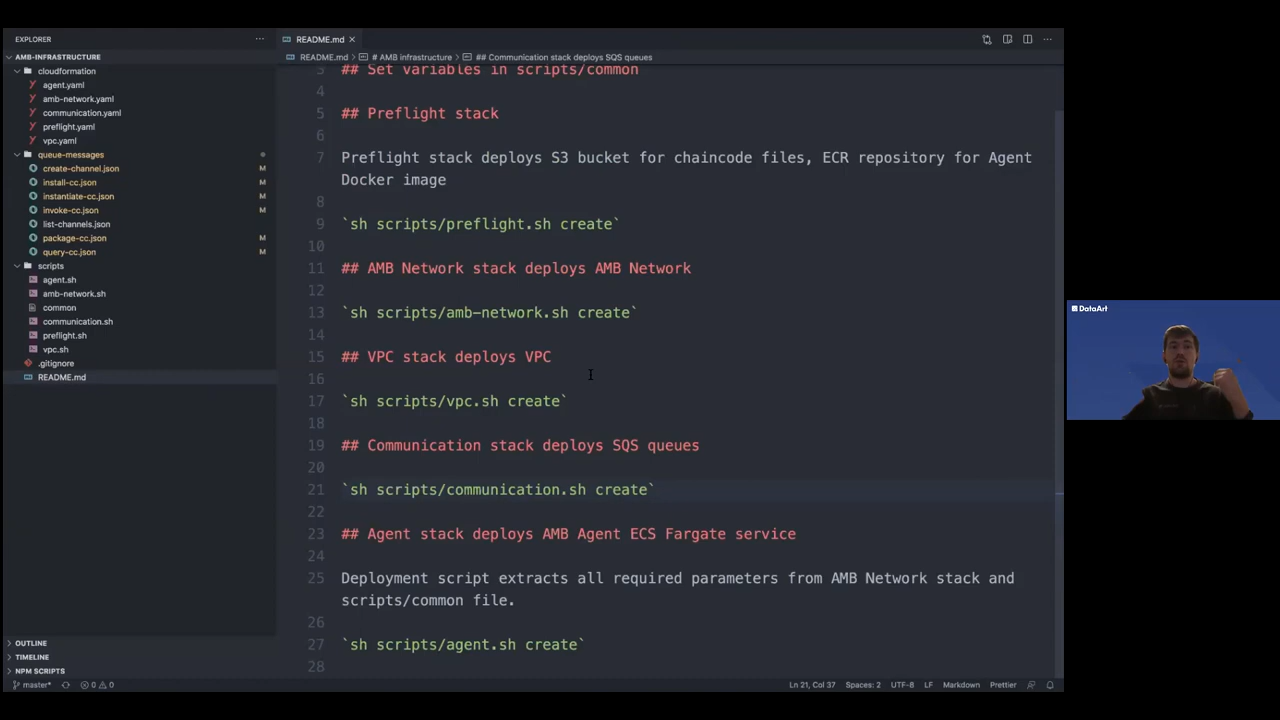 EXPLORER
AMB-INFRASTRUCTURE
cloudformation
agent.yaml
amb-network.yaml
communication.yaml
preflight.yaml
vpc.yaml
queue-messages
create-channel.json M
install-cc.json M
instantiate-cc.json M
invoke-cc.json M
list-channels.json
package-cc.json M
query-cc.json M
scripts
agent.sh
amb-network.sh
common
communication.sh
preflight.sh
vpc.sh
.gitignore
README.md
OUTLINE
TIMELINE
NPM SCRIPTS
README.md
README.md > # AMB infrastructure > ## Communication stack deploys SQS queues
3 ## Set variables in scripts/common
4
5 ## Preflight stack
6
7 Preflight stack deploys S3 bucket for chaincode files, ECR repository for Agent
Docker image
8
9 `sh scripts/preflight.sh create`
10
11 ## AMB Network stack deploys AMB Network
12
13 `sh scripts/amb-network.sh create`
14
15 ## VPC stack deploys VPC
16
17 `sh scripts/vpc.sh create`
18
19 ## Communication stack deploys SQS queues
20
21 `sh scripts/communication.sh create`
22
23 ## Agent stack deploys AMB Agent ECS Fargate service
24
25 Deployment script extracts all required parameters from AMB Network stack and
scripts/common file.
26
27 `sh scripts/agent.sh create`
28
master* 0 0 Ln 21, Col 37 Spaces: 2 UTF-8 LF Markdown Prettier
DataArt